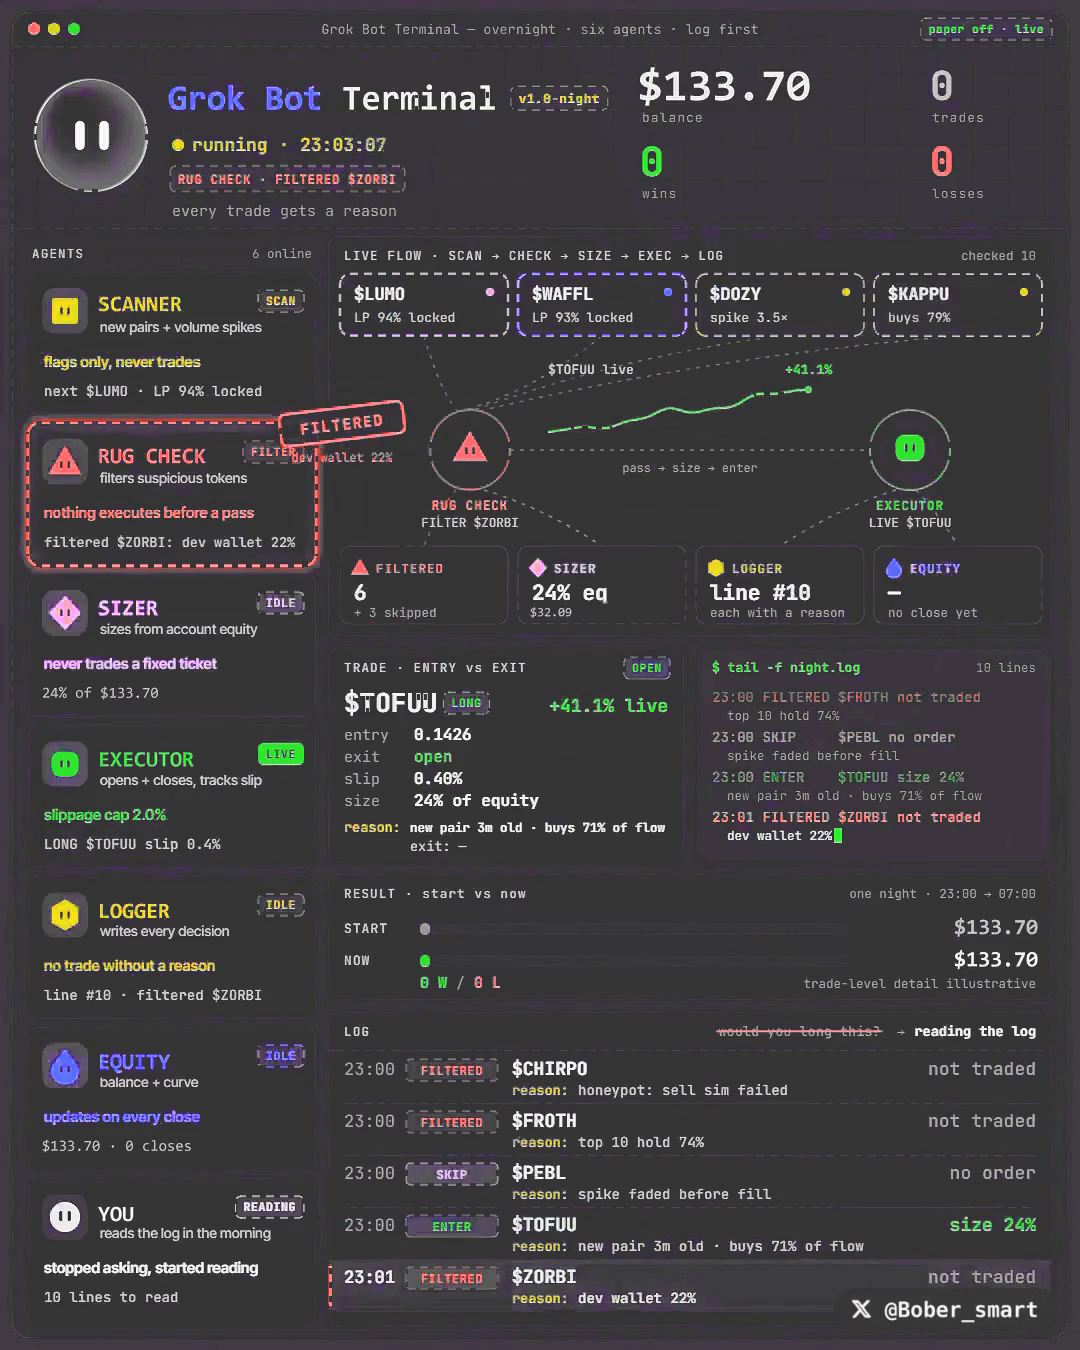 Grok Bot Terminal — overnight · six agents · log first
paper off · live
Grok Bot Terminal
v1.0-night
running · 23:03:07
RUG CHECK · FILTERED $ZORBI
every trade gets a reason
$133.70
balance
0
trades
0
wins
0
losses
AGENTS
6 online
SCANNER
SCAN
new pairs + volume spikes
flags only, never trades
next $LUMO · LP 94% locked
RUG CHECK
FILTER
filters suspicious tokens
nothing executes before a pass
filtered $ZORBI: dev wallet 22%
FILTERED
dev wallet 22%
SIZER
IDLE
sizes from account equity
never trades a fixed ticket
24% of $133.70
EXECUTOR
LIVE
opens + closes, tracks slip
slippage cap 2.0%
LONG $TOFUU slip 0.4%
LOGGER
IDLE
writes every decision
no trade without a reason
line #10 · filtered $ZORBI
EQUITY
IDLE
balance + curve
updates on every close
$133.70 · 0 closes
YOU
READING
reads the log in the morning
stopped asking, started reading
10 lines to read
LIVE FLOW · SCAN → CHECK → SIZE → EXEC → LOG
checked 10
$LUMO
LP 94% locked
$WAFFL
LP 93% locked
$DOZY
spike 3.5×
$KAPPU
buys 79%
$TOFUU live
+41.1%
pass → size → enter
RUG CHECK
FILTER $ZORBI
EXECUTOR
LIVE $TOFUU
FILTERED
6
+ 3 skipped
SIZER
24% eq
$32.09
LOGGER
line #10
each with a reason
EQUITY
—
no close yet
TRADE · ENTRY vs EXIT
OPEN
$TOFUU
LONG
+41.1% live
entry 0.1426
exit open
slip 0.40%
size 24% of equity
reason: new pair 3m old · buys 71% of flow
exit: —
$ tail -f night.log
10 lines
23:00 FILTERED $FROTH not traded
top 10 hold 74%
23:00 SKIP $PEBL no order
spike faded before fill
23:00 ENTER $TOFUU size 24%
new pair 3m old · buys 71% of flow
23:01 FILTERED $ZORBI not traded
dev wallet 22%
RESULT · start vs now
one night · 23:00 → 07:00
START
$133.70
NOW
$133.70
0 W / 0 L
trade-level detail illustrative
LOG
would you long this? → reading the log
23:00 FILTERED $CHIRPO not traded
reason: honeypot: sell sim failed
23:00 FILTERED $FROTH not traded
reason: top 10 hold 74%
23:00 SKIP $PEBL no order
reason: spike faded before fill
23:00 ENTER $TOFUU size 24%
reason: new pair 3m old · buys 71% of flow
23:01 FILTERED $ZORBI not traded
reason: dev wallet 22%
X @Bober_smart